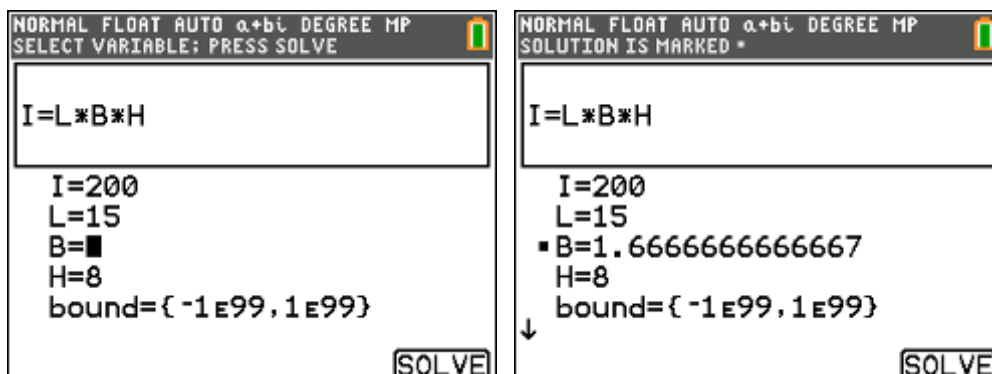 NORMAL FLOAT AUTO a+bi DEGREE MP
SELECT VARIABLE; PRESS SOLVE
I=L*B*H
I=200
L=15
B=
H=8
bound={-1E99,1E99}
SOLVE
NORMAL FLOAT AUTO a+bi DEGREE MP
SOLUTION IS MARKED ▪
I=L*B*H
I=200
L=15
▪B=1.6666666666667
H=8
bound={-1E99,1E99}
↓
SOLVE